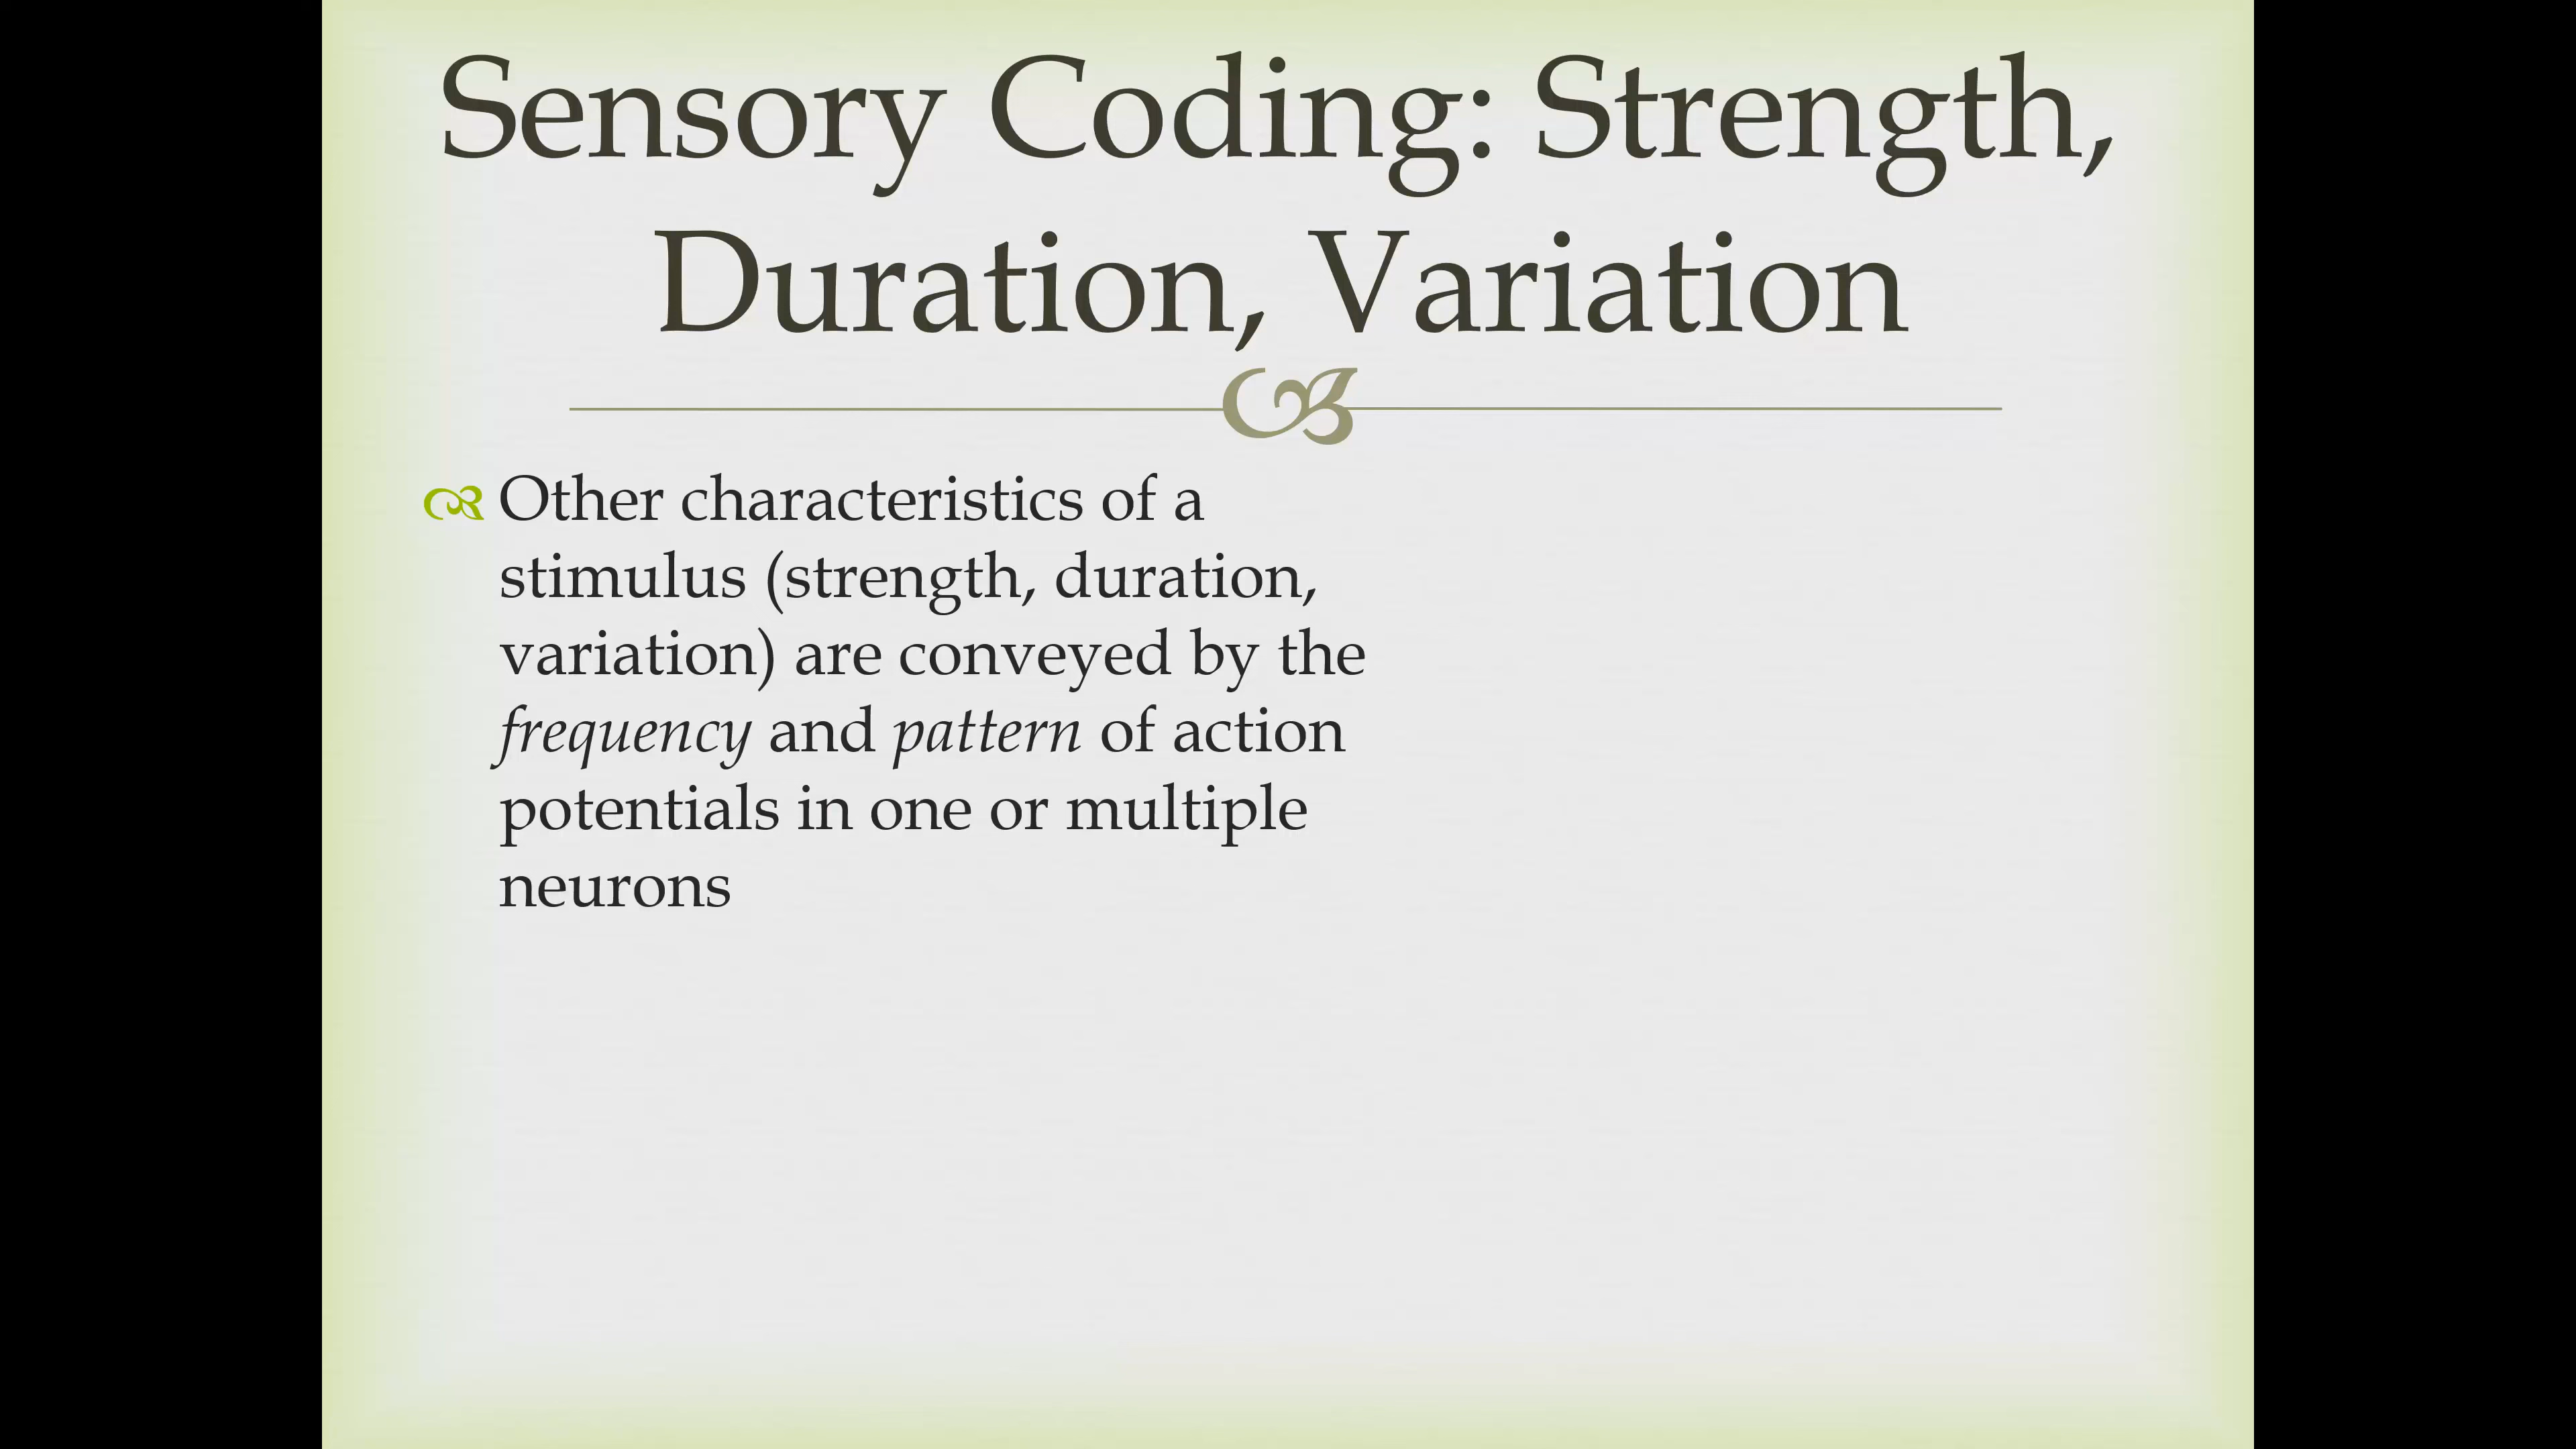 Sensory Coding: Strength,
Duration, Variation
Other characteristics of a
stimulus (strength, duration,
variation) are conveyed by the
frequency and pattern of action
potentials in one or multiple
neurons